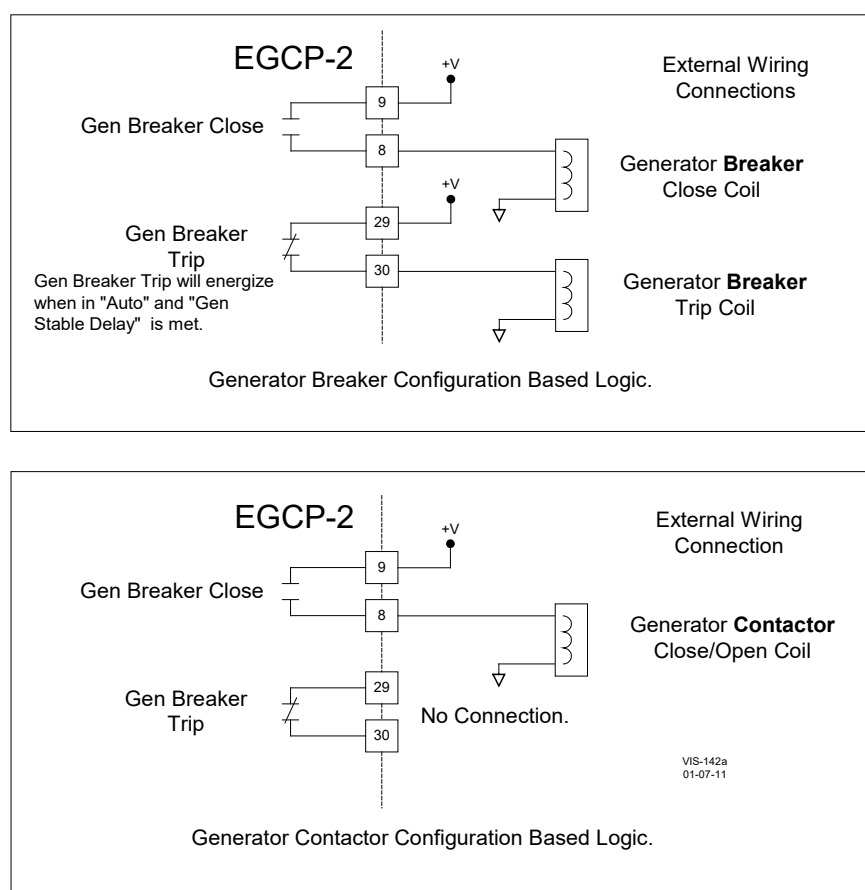 EGCP-2
+V
External Wiring
Connections
9
Gen Breaker Close
8
Generator Breaker
Close Coil
+V
29
Gen Breaker
Trip
Gen Breaker Trip will energize
when in "Auto" and "Gen
Stable Delay" is met.
30
Generator Breaker
Trip Coil
Generator Breaker Configuration Based Logic.
EGCP-2
+V
External Wiring
Connection
9
Gen Breaker Close
8
Generator Contactor
Close/Open Coil
29
Gen Breaker
Trip
No Connection.
30
VIS-142a
01-07-11
Generator Contactor Configuration Based Logic.